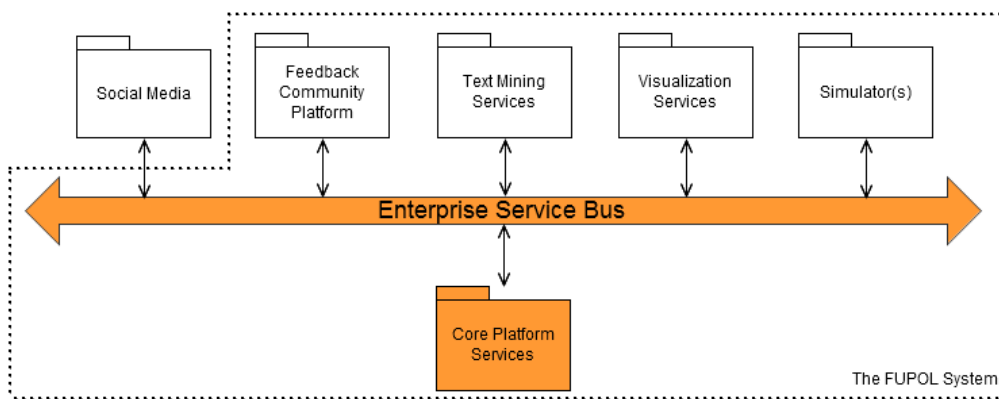 Social Media
Feedback
Community
Platform
Text Mining
Services
Visualization
Services
Simulator(s)
Enterprise Service Bus
Core Platform
Services
The FUPOL System